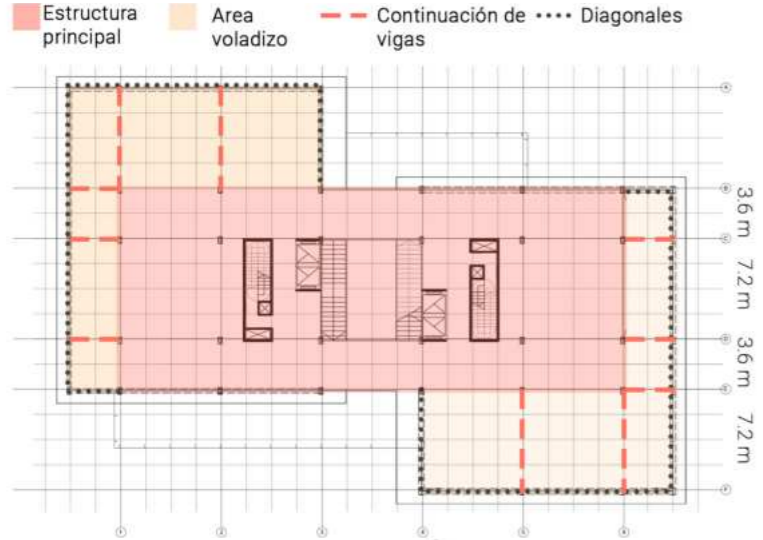 Estructura
principal
Area
voladizo
Continuación de
vigas
Diagonales
3.6 m
7.2 m
3.6 m
7.2 m